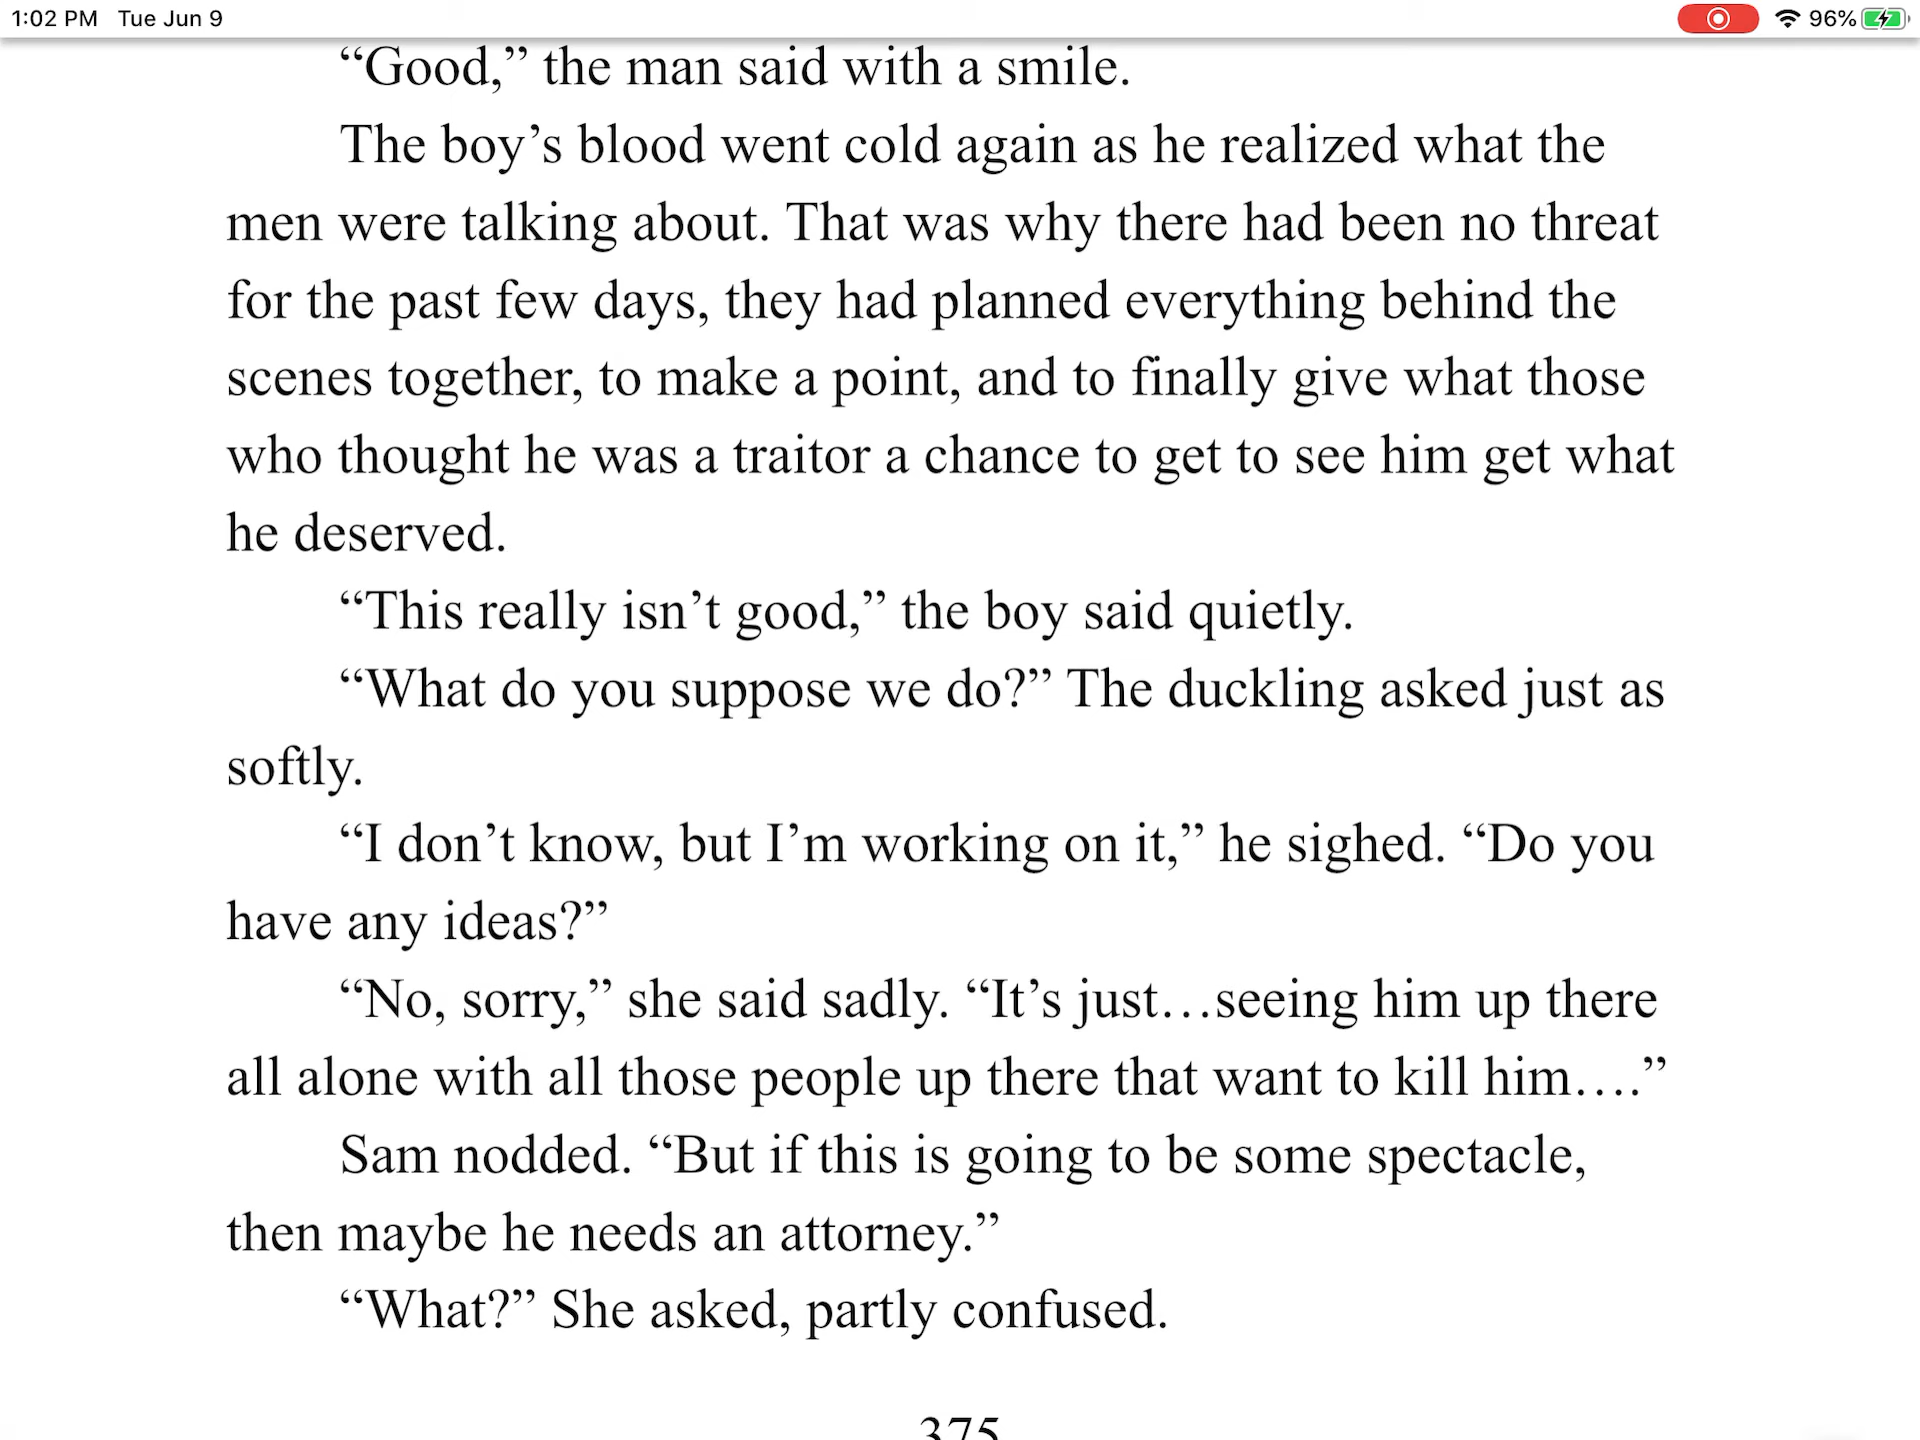 1:02 PM Tue Jun 9 96%
“Good,” the man said with a smile.
The boy’s blood went cold again as he realized what the
men were talking about. That was why there had been no threat
for the past few days, they had planned everything behind the
scenes together, to make a point, and to finally give what those
who thought he was a traitor a chance to get to see him get what
he deserved.
“This really isn’t good,” the boy said quietly.
“What do you suppose we do?” The duckling asked just as
softly.
“I don’t know, but I’m working on it,” he sighed. “Do you
have any ideas?”
“No, sorry,” she said sadly. “It’s just…seeing him up there
all alone with all those people up there that want to kill him….”
Sam nodded. “But if this is going to be some spectacle,
then maybe he needs an attorney.”
“What?” She asked, partly confused.
375